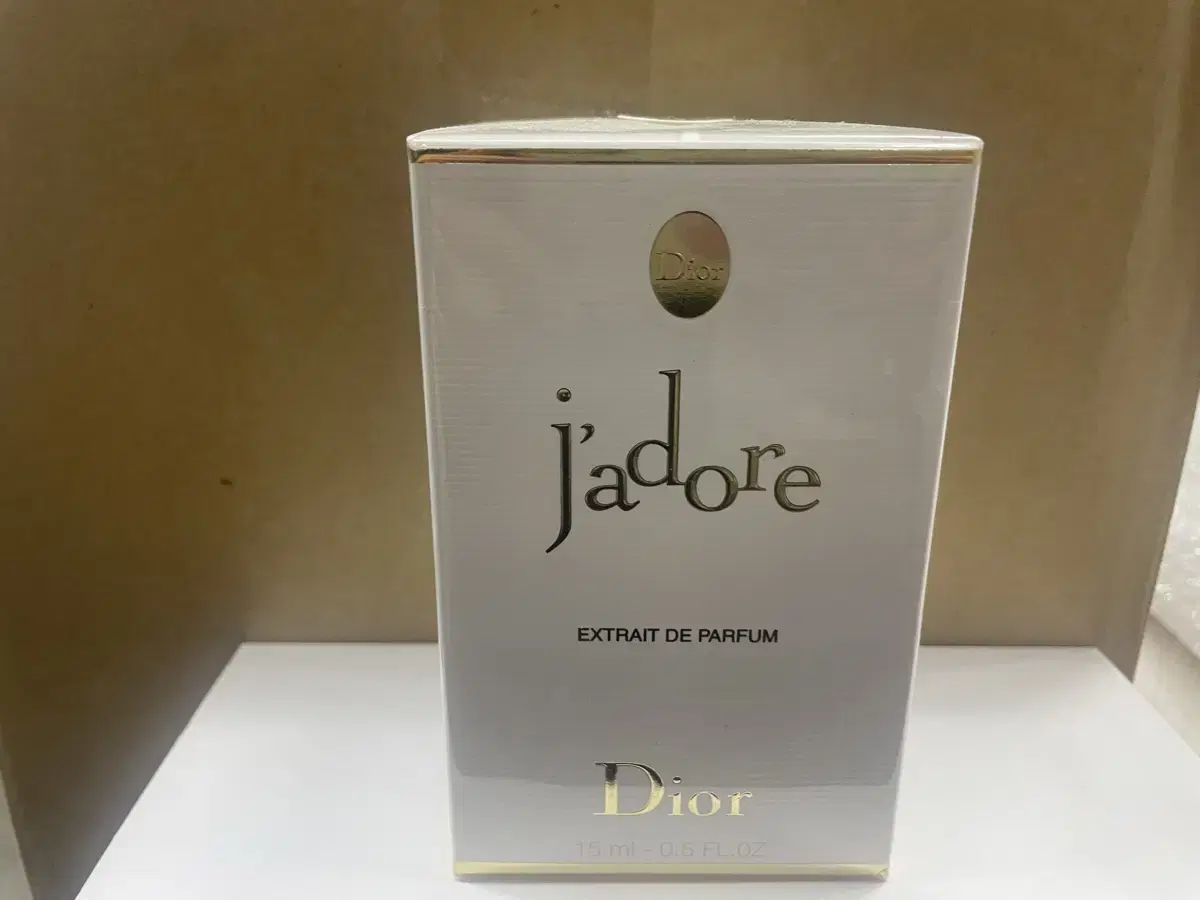 Dior
j'adore
EXTRAIT DE PARFUM
Dior
15 ml - 0.5 FL.OZ